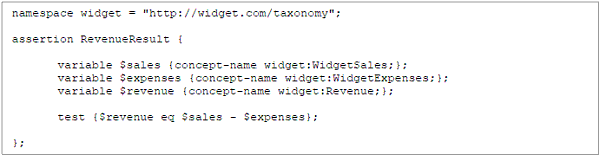 namespace widget = "http://widget.com/taxonomy";
assertion RevenueResult {
variable $sales {concept-name widget:WidgetSales;};
variable $expenses {concept-name widget:WidgetExpenses;};
variable $revenue {concept-name widget:Revenue;};
test {$revenue eq $sales - $expenses};
};